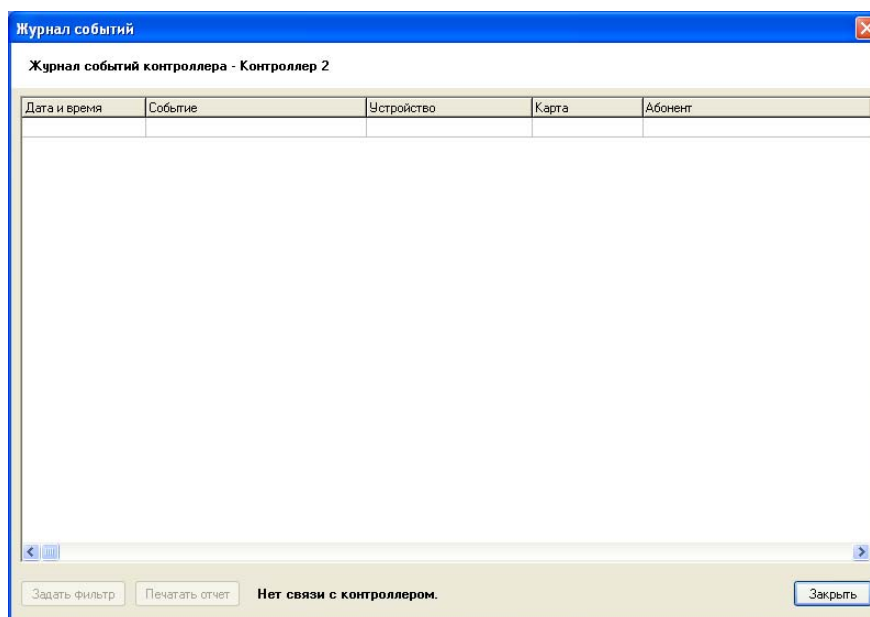 Журнал событий
Журнал событий контроллера - Контроллер 2
Дата и время Событие Устройство Карта Абонент
Задать фильтр Печатать отчет Нет связи с контроллером. Закрыть